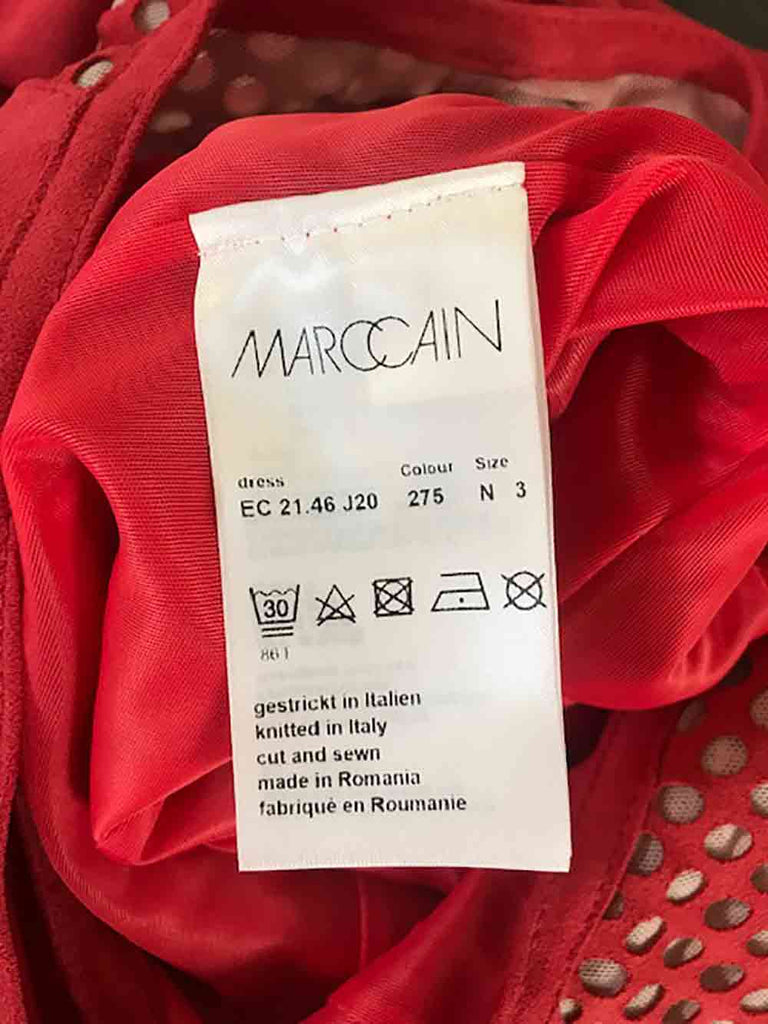 MARCCAIN
dress Colour Size
EC 21.46 J20 275 N 3
30
861
gestrickt in Italien
knitted in Italy
cut and sewn
made in Romania
fabriqué en Roumanie